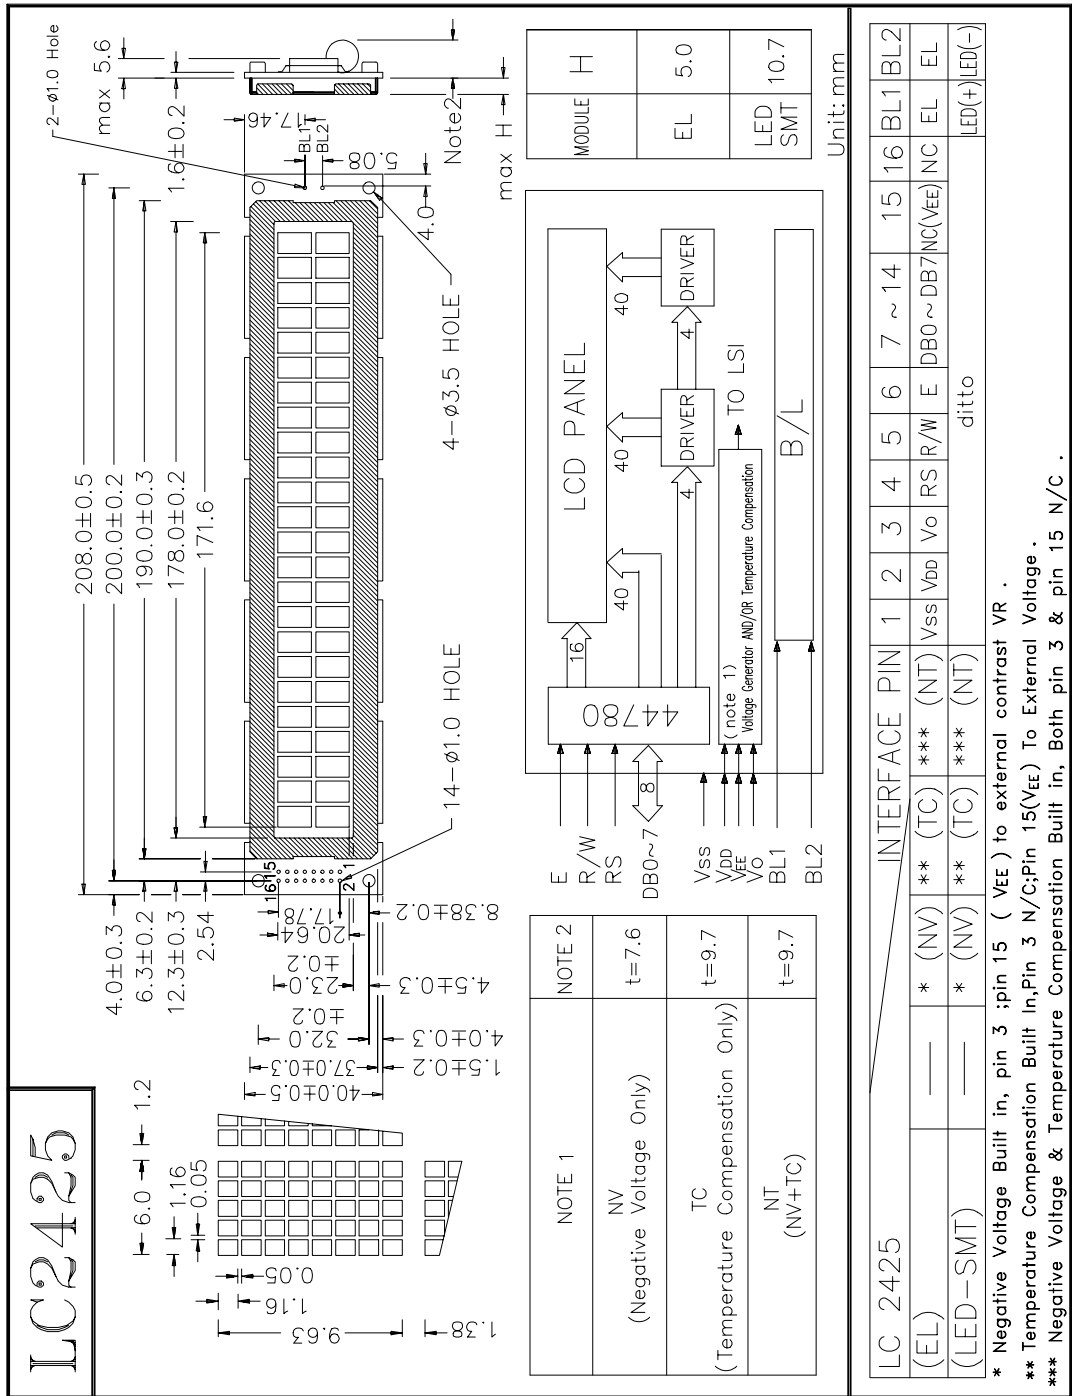 LC2425
208.0±0.5
200.0±0.2
190.0±0.3
178.0±0.2
171.6
4.0±0.3
6.3±0.2
12.3±0.3
2.54
2-ø1.0 Hole
max 5.6
1.6±0.2
17.46
BL1
BL2
5.08
4.0
Note2
max H
16 15
2 1
8.38±0.2
17.78
20.64
±0.2
23.0
4.5±0.3
±0.2
32.0
4.0±0.3
37.0±0.3
1.5±0.2
40.0±0.5
14-ø1.0 HOLE
4-ø3.5 HOLE
6.0
1.2
1.16
0.05
0.05
1.16
9.63
1.38
NOTE 1 NOTE 2
NV
(Negative Voltage Only) t=7.6
TC
(Temperature Compensation Only) t=9.7
NT
(NV+TC) t=9.7
E
R/W
RS
DB0~7
Vss
VDD
VEE
VO
BL1
BL2
8
44780
16
40
40
40
LCD PANEL
4
DRIVER
4
DRIVER
(note 1)
Voltage Generator AND/OR Temperature Compensation
TO LSI
B/L
MODULE H
EL 5.0
LED
SMT 10.7
Unit: mm
LC 2425 INTERFACE PIN 1 2 3 4 5 6 7 ~ 14 15 16 BL1 BL2
(EL) —— * (NV) ** (TC) *** (NT) Vss VDD Vo RS R/W E DB0~DB7 NC(VEE) NC EL EL
(LED-SMT) —— * (NV) ** (TC) *** (NT) ditto LED(+) LED(-)
* Negative Voltage Built in, pin 3 ;pin 15 ( VEE ) to external contrast VR .
** Temperature Compensation Built In,Pin 3 N/C;Pin 15(VEE) To External Voltage .
*** Negative Voltage & Temperature Compensation Built in, Both pin 3 & pin 15 N/C .